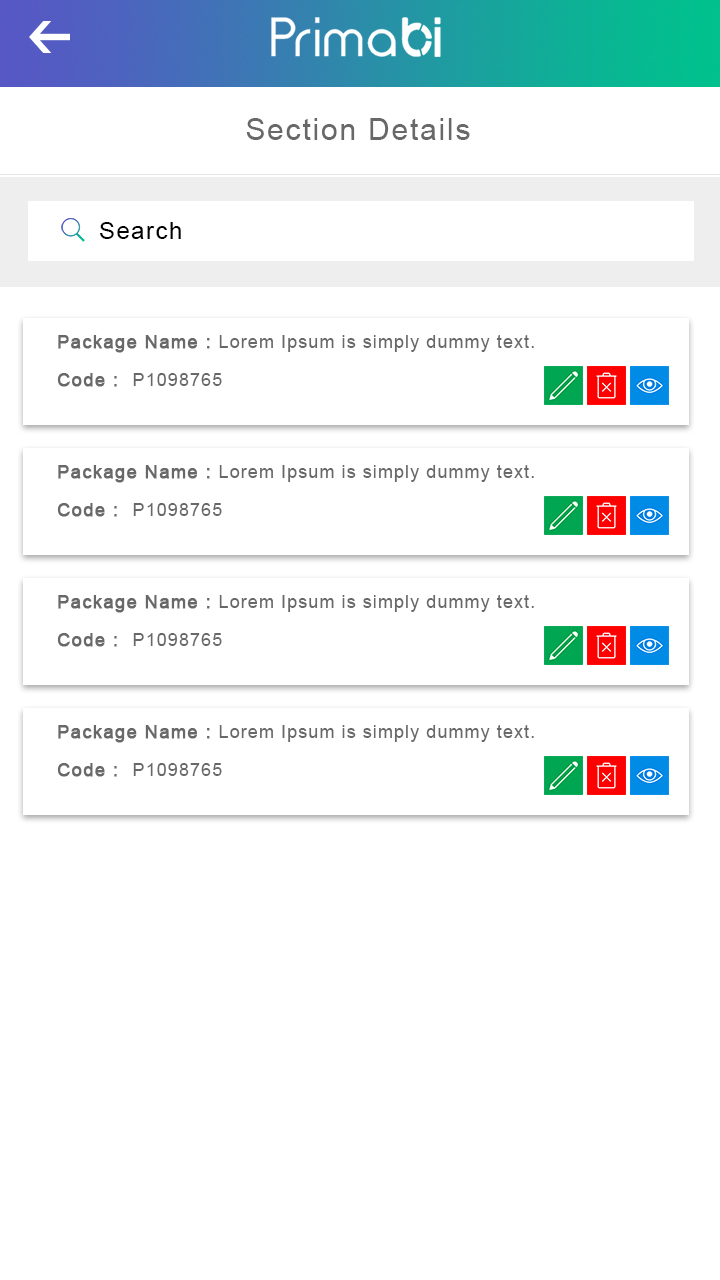 Primabi
Section Details
Search
Package Name : Lorem Ipsum is simply dummy text.
Code : P1098765
Package Name : Lorem Ipsum is simply dummy text.
Code : P1098765
Package Name : Lorem Ipsum is simply dummy text.
Code : P1098765
Package Name : Lorem Ipsum is simply dummy text.
Code : P1098765